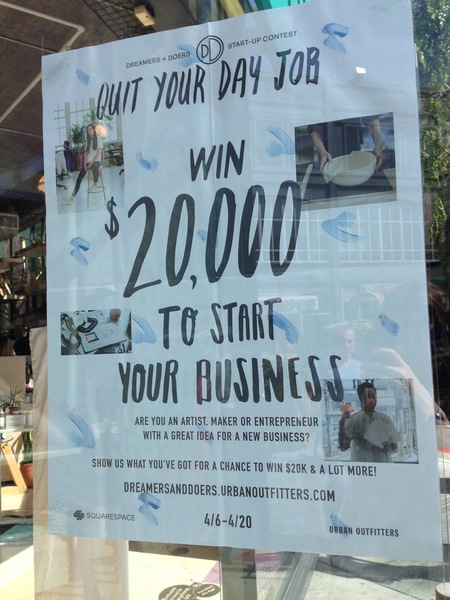 DREAMERS + DOERS DD START-UP CONTEST
QUIT YOUR DAY JOB
WIN
$20,000
TO START
YOUR BUSINESS
ARE YOU AN ARTIST, MAKER OR ENTREPRENEUR
WITH A GREAT IDEA FOR A NEW BUSINESS?
SHOW US WHAT YOU'VE GOT FOR A CHANCE TO WIN $20K & A LOT MORE!
DREAMERSANDDOERS.URBANOUTFITTERS.COM
SQUARESPACE 4/6-4/20 URBAN OUTFITTERS